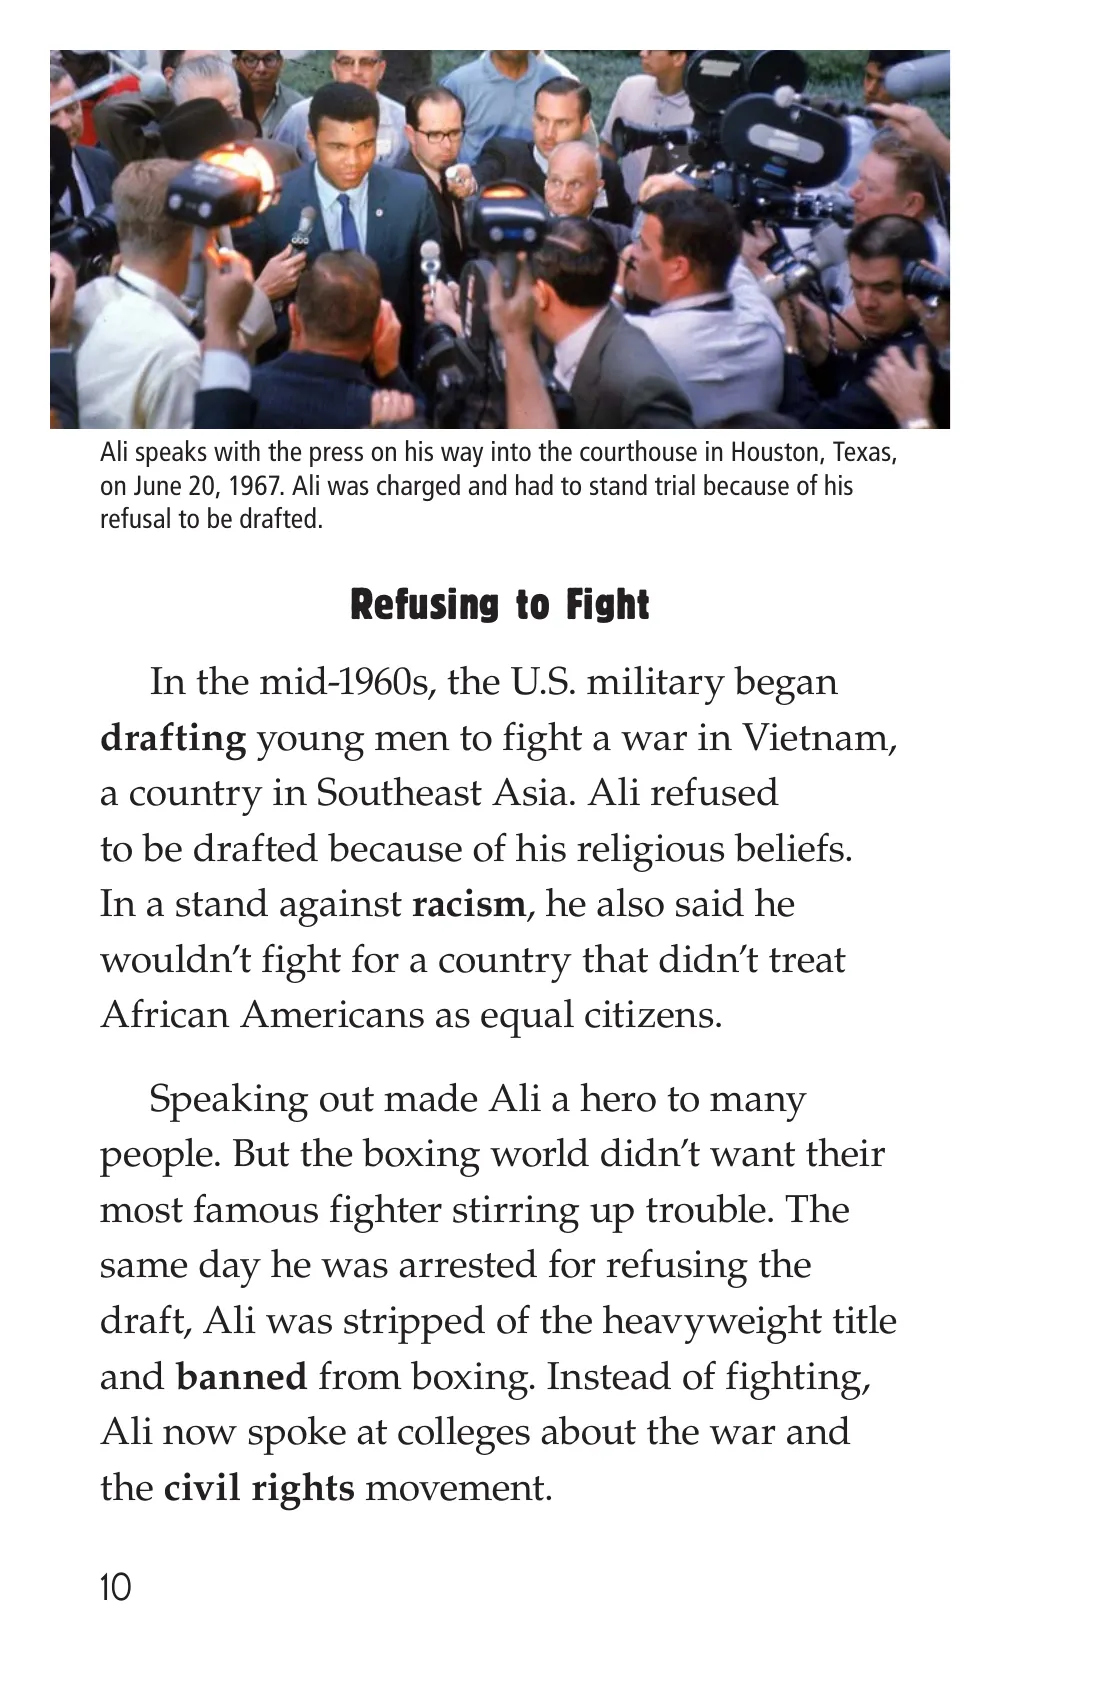 abc
Ali speaks with the press on his way into the courthouse in Houston, Texas,
on June 20, 1967. Ali was charged and had to stand trial because of his
refusal to be drafted.
Refusing to Fight
In the mid-1960s, the U.S. military began
drafting young men to fight a war in Vietnam,
a country in Southeast Asia. Ali refused
to be drafted because of his religious beliefs.
In a stand against racism, he also said he
wouldn’t fight for a country that didn’t treat
African Americans as equal citizens.
Speaking out made Ali a hero to many
people. But the boxing world didn’t want their
most famous fighter stirring up trouble. The
same day he was arrested for refusing the
draft, Ali was stripped of the heavyweight title
and banned from boxing. Instead of fighting,
Ali now spoke at colleges about the war and
the civil rights movement.
10